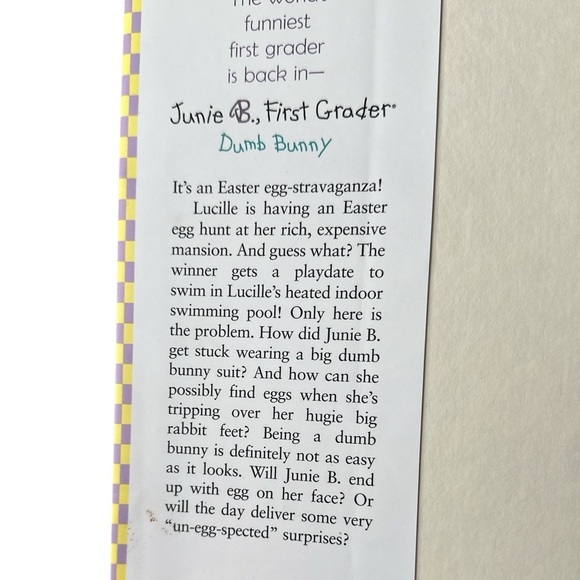 The world's
funniest
first grader
is back in—
Junie B., First Grader
Dumb Bunny
It's an Easter egg-stravaganza!
Lucille is having an Easter
egg hunt at her rich, expensive
mansion. And guess what? The
winner gets a playdate to
swim in Lucille's heated indoor
swimming pool! Only here is
the problem. How did Junie B.
get stuck wearing a big dumb
bunny suit? And how can she
possibly find eggs when she's
tripping over her hugie big
rabbit feet? Being a dumb
bunny is definitely not as easy
as it looks. Will Junie B. end
up with egg on her face? Or
will the day deliver some very
"un-egg-spected" surprises?